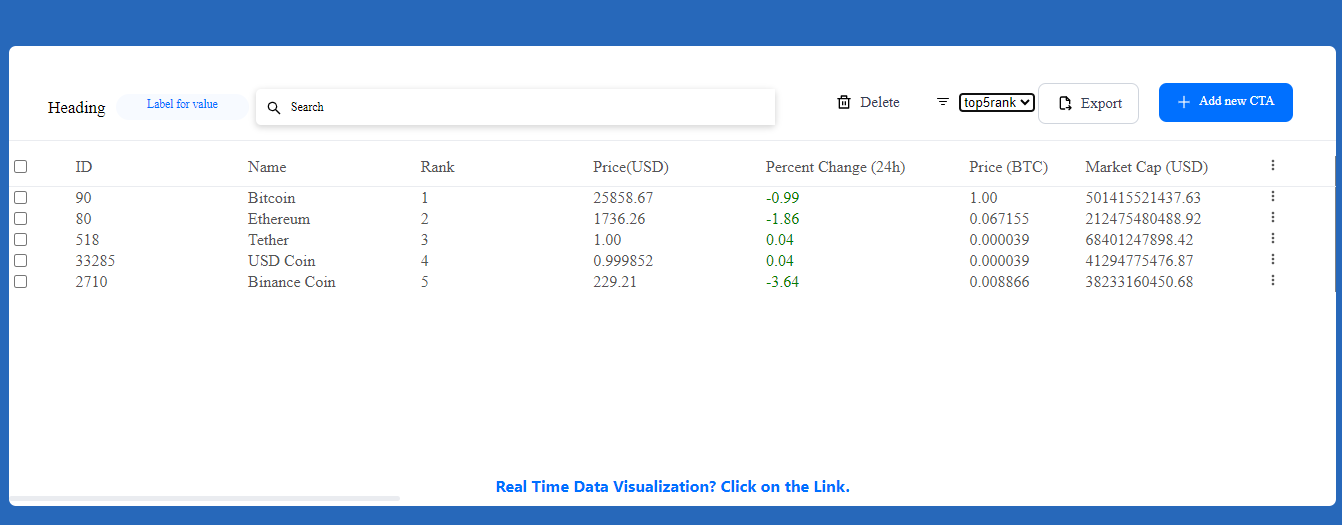 Heading Label for value Search Delete top5rank Export Add new CTA
ID Name Rank Price(USD) Percent Change (24h) Price (BTC) Market Cap (USD)
90 Bitcoin 1 25858.67 -0.99 1.00 501415521437.63
80 Ethereum 2 1736.26 -1.86 0.067155 212475480488.92
518 Tether 3 1.00 0.04 0.000039 68401247898.42
33285 USD Coin 4 0.999852 0.04 0.000039 41294775476.87
2710 Binance Coin 5 229.21 -3.64 0.008866 38233160450.68
Real Time Data Visualization? Click on the Link.